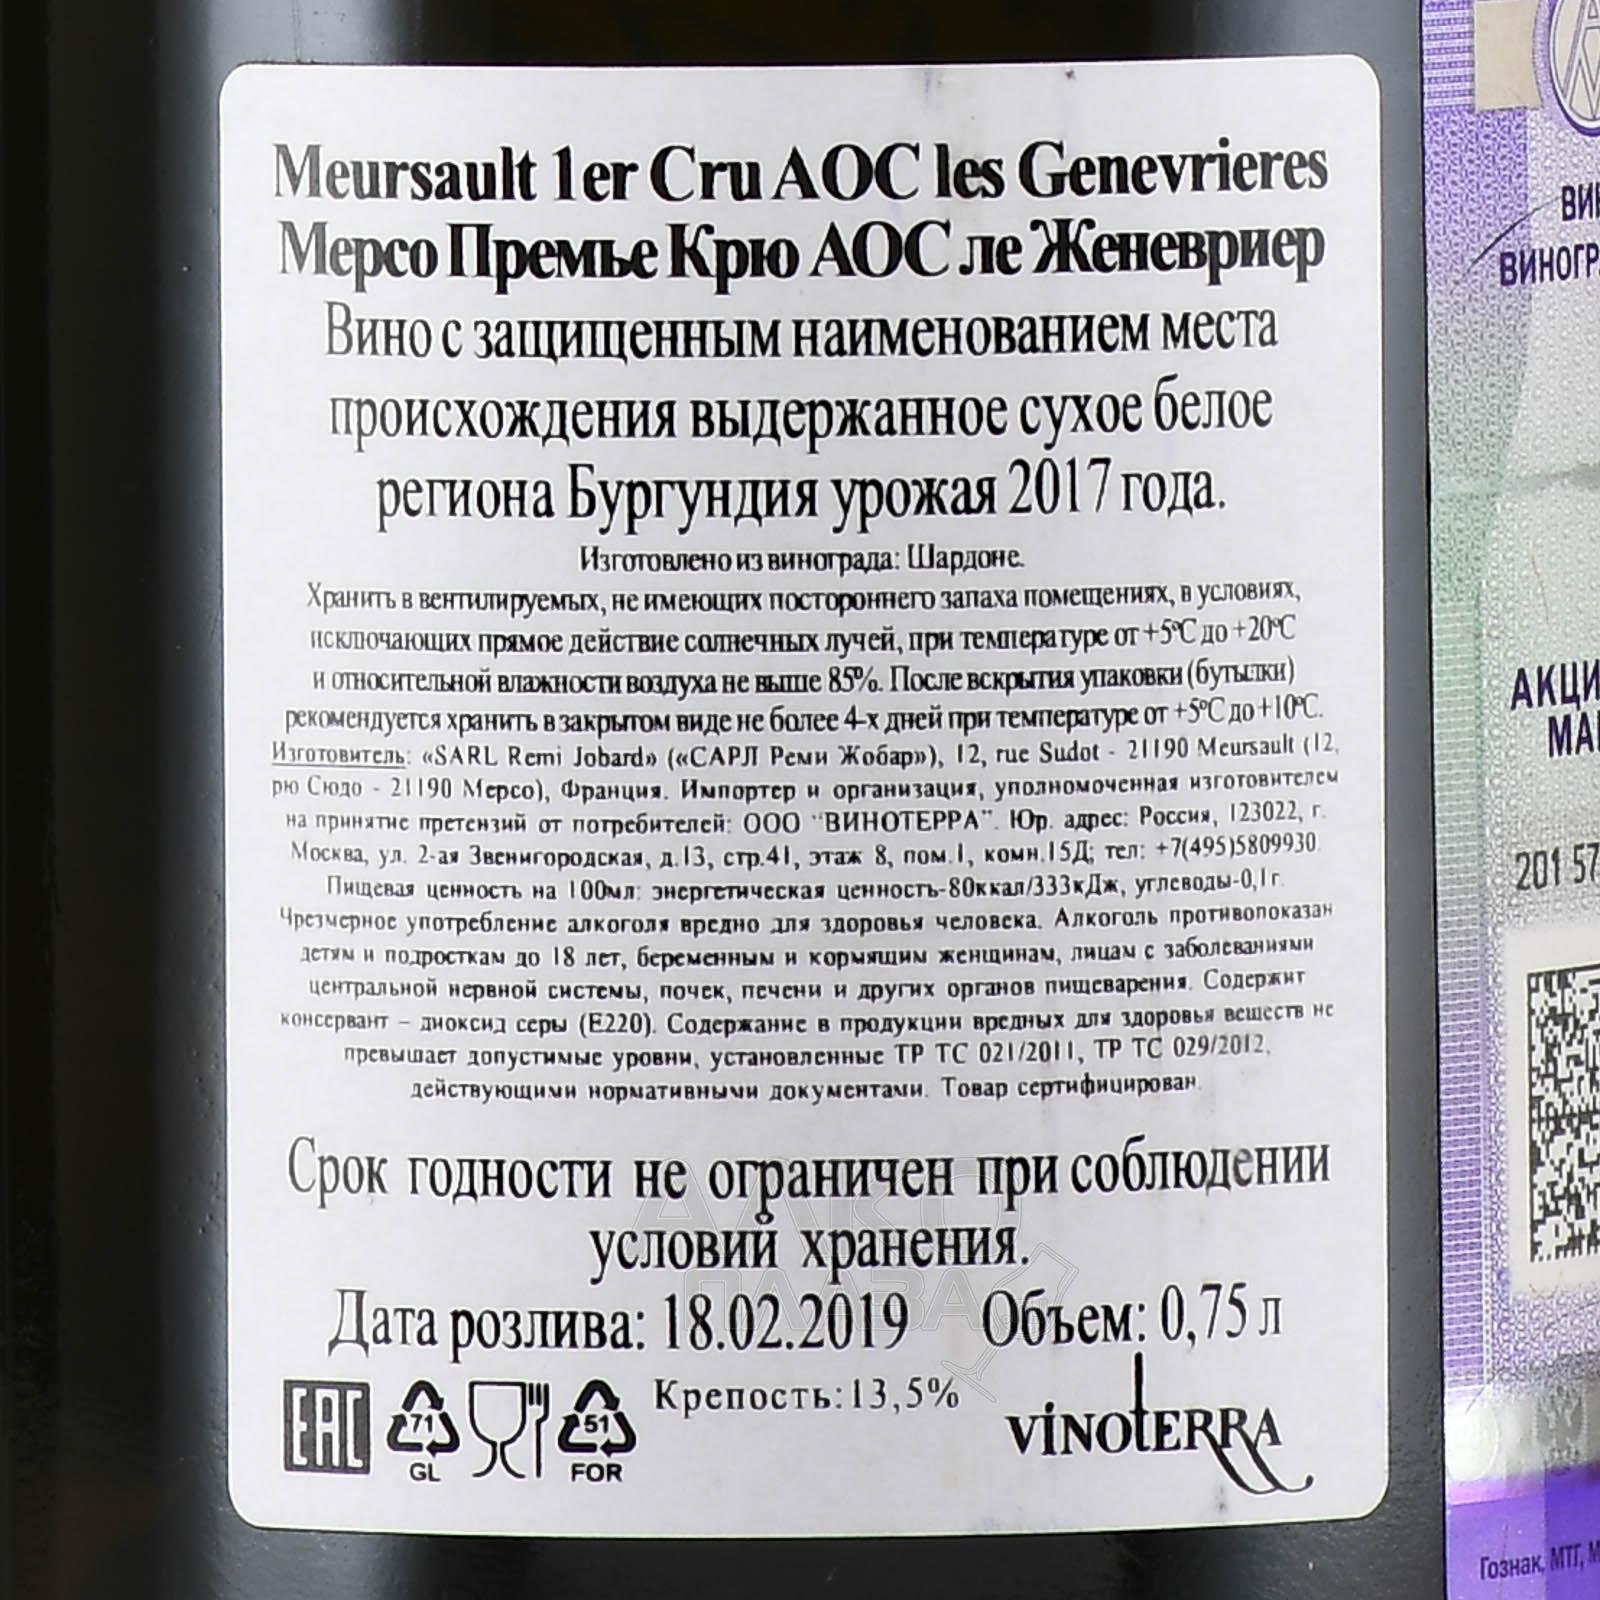 Meursault 1er Cru AOC les Genevrieres
Мерсо Премье Крю АОС ле Женевриер
Вино с защищенным наименованием места
происхождения выдержанное сухое белое
региона Бургундия урожая 2017 года.
Изготовлено из винограда: Шардоне.
Хранить в вентилируемых, не имеющих постороннего запаха помещениях, в условиях,
исключающих прямое действие солнечных лучей, при температуре от +5°С до +20°С
и относительной влажности воздуха не выше 85%. После вскрытия упаковки (бутылки)
рекомендуется хранить в закрытом виде не более 4-х дней при температуре от +5°С до +10°С.
Изготовитель: «SARL Remi Jobard» («САРЛ Реми Жобар»), 12, rue Sudot - 21190 Meursault (12,
рю Сюдо - 21190 Мерсо), Франция. Импортер и организация, уполномоченная изготовителем
на принятие претензий от потребителей: ООО "ВИНОТЕРРА". Юр. адрес: Россия, 123022, г.
Москва, ул. 2-ая Звенигородская, д.13, стр.41, этаж 8, пом.1, комн.15Д; тел: +7(495)5809930.
Пищевая ценность на 100мл: энергетическая ценность-80ккал/333кДж, углеводы-0,1г.
Чрезмерное употребление алкоголя вредно для здоровья человека. Алкоголь противопоказан
детям и подросткам до 18 лет, беременным и кормящим женщинам, лицам с заболеваниями
центральной нервной системы, почек, печени и других органов пищеварения. Содержит
консервант – диоксид серы (Е220). Содержание в продукции вредных для здоровья веществ не
превышает допустимые уровни, установленные ТР ТС 021/2011, ТР ТС 029/2012,
действующими нормативными документами. Товар сертифицирован.
Срок годности не ограничен при соблюдении
условий хранения.
Дата розлива: 18.02.2019 Объем: 0,75 л
Крепость:13,5%
EAC
71
GL
51
FOR
VINOTERRA
АЛКО
ПЛАЗА
ВИН
ВИНОГР
АКЦИ
МА
201 57
Гознак, МТГ, М